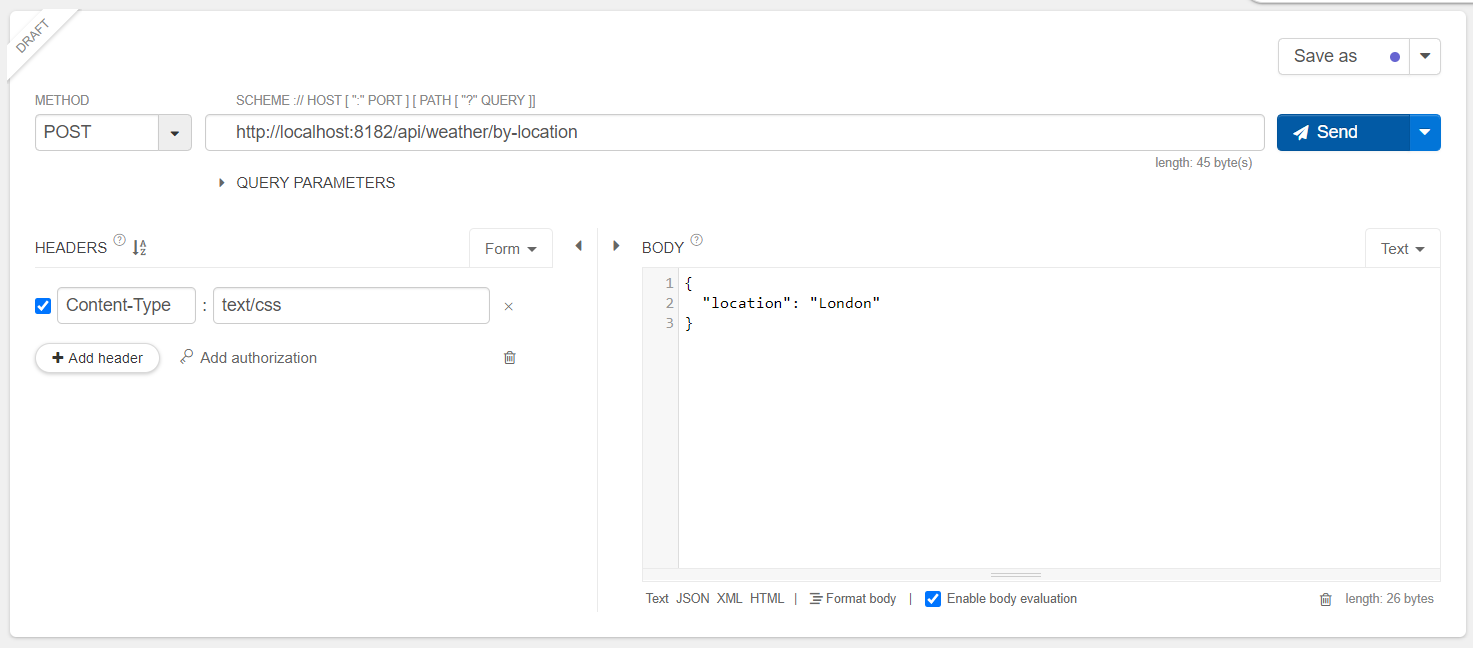 DRAFT
Save as
METHOD
SCHEME :// HOST [ ":" PORT ] [ PATH [ "?" QUERY ]]
POST
http://localhost:8182/api/weather/by-location
Send
length: 45 byte(s)
QUERY PARAMETERS
HEADERS ? AZ
Form
BODY ?
Text
Content-Type : text/css ×
+ Add header
Add authorization
1 {
2 "location": "London"
3 }
Text JSON XML HTML | Format body | Enable body evaluation
length: 26 bytes